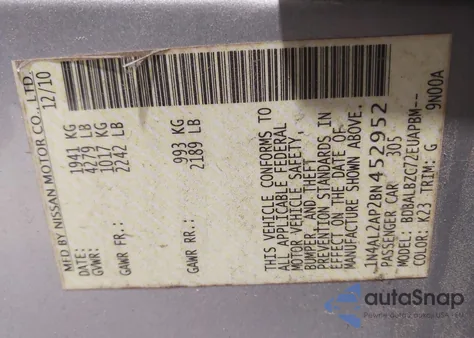 MFD BY NISSAN MOTOR CO., LTD.
DATE: 12/10
GVWR: 1941 KG
4279 LB
GAWR FR.: 1017 KG
2242 LB
GAWR RR.: 993 KG
2189 LB
THIS VEHICLE CONFORMS TO
ALL APPLICABLE FEDERAL
MOTOR VEHICLE SAFETY,
BUMPER, AND THEFT
PREVENTION STANDARDS IN
EFFECT ON THE DATE OF
MANUFACTURE SHOWN ABOVE.
1N4AL2AP2BN452952
PASSENGER CAR 305
MODEL: BDBALBZC72EUAPBM--
COLOR: K23 TRIM: G 9N00A
autoSnap